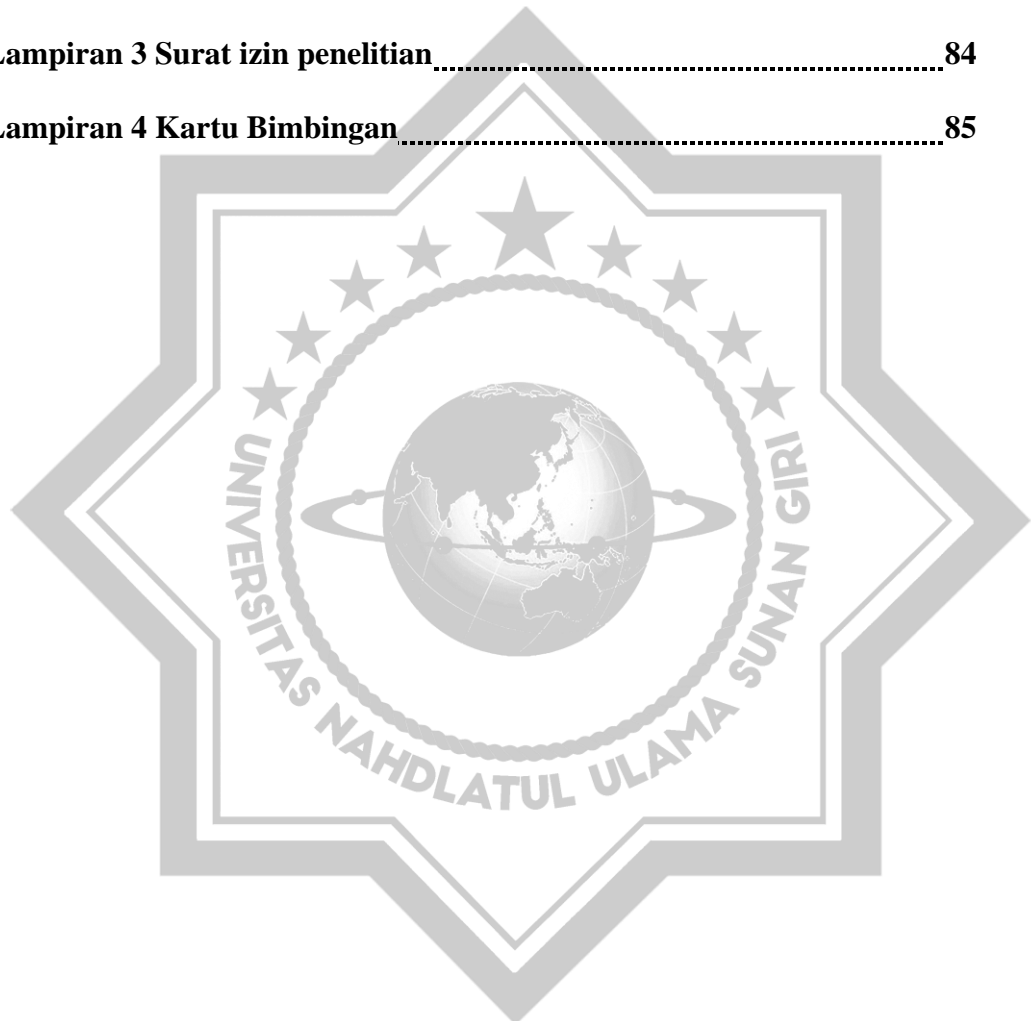 Lampiran 3 Surat izin penelitian........................................84
Lampiran 4 Kartu Bimbingan........................................85
UNIVERSITAS NAHDLATUL ULAMA SUNAN GIRI